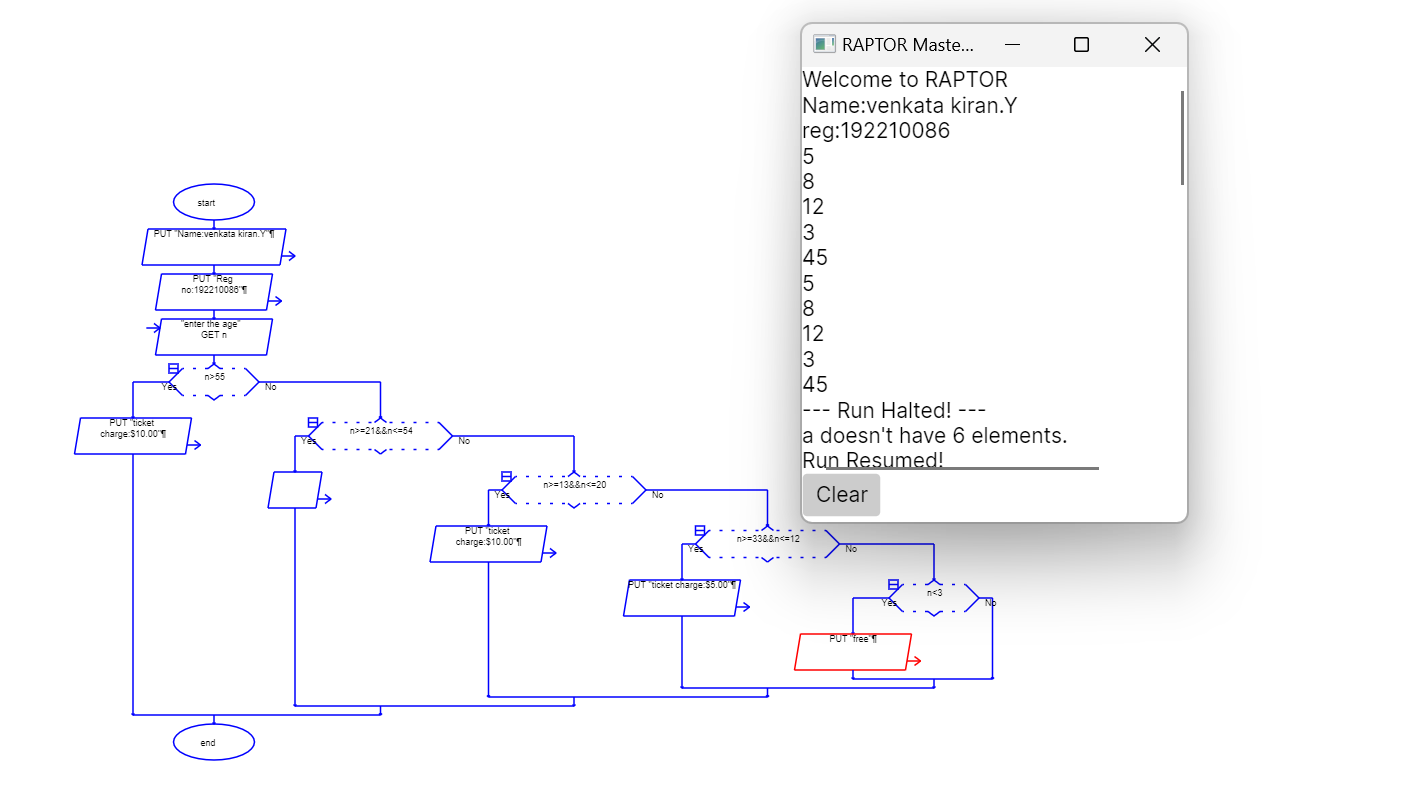 start
PUT "Name:venkata kiran.Y"¶
PUT "Reg
no:192210086"¶
"enter the age"
GET n
n>55
Yes
No
PUT "ticket
charge:$10.00"¶
n>=21&&n<=54
Yes
No
n>=13&&n<=20
Yes
No
PUT "ticket
charge:$10.00"¶
n>=33&&n<=12
Yes
No
PUT "ticket charge:$5.00"¶
n<3
Yes
No
PUT "free"¶
end
RAPTOR Maste...
Welcome to RAPTOR
Name:venkata kiran.Y
reg:192210086
5
8
12
3
45
5
8
12
3
45
--- Run Halted! ---
a doesn't have 6 elements.
Run Resumed!
Clear